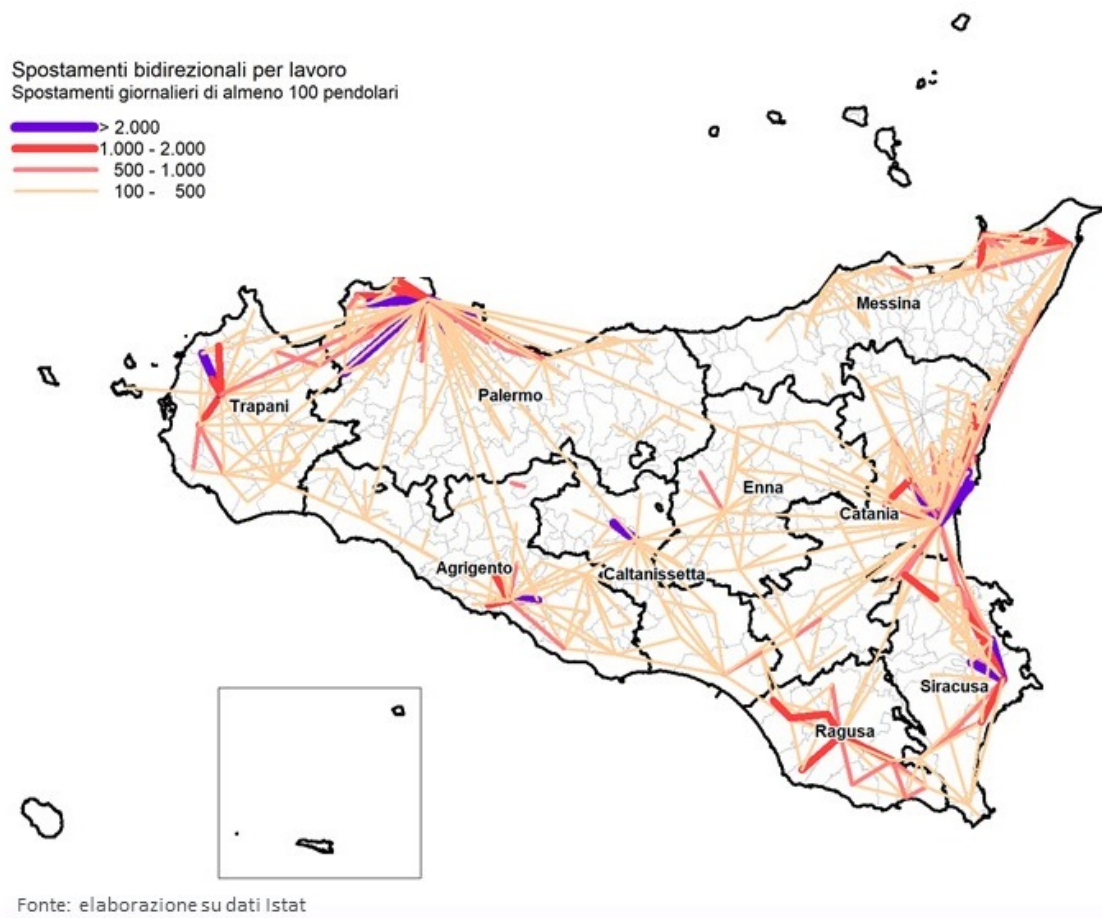 Spostamenti bidirezionali per lavoro
Spostamenti giornalieri di almeno 100 pendolari
> 2.000
1.000 - 2.000
500 - 1.000
100 - 500
Messina
Palermo
Trapani
Enna
Catania
Agrigento
Caltanissetta
Siracusa
Ragusa
Fonte: elaborazione su dati Istat